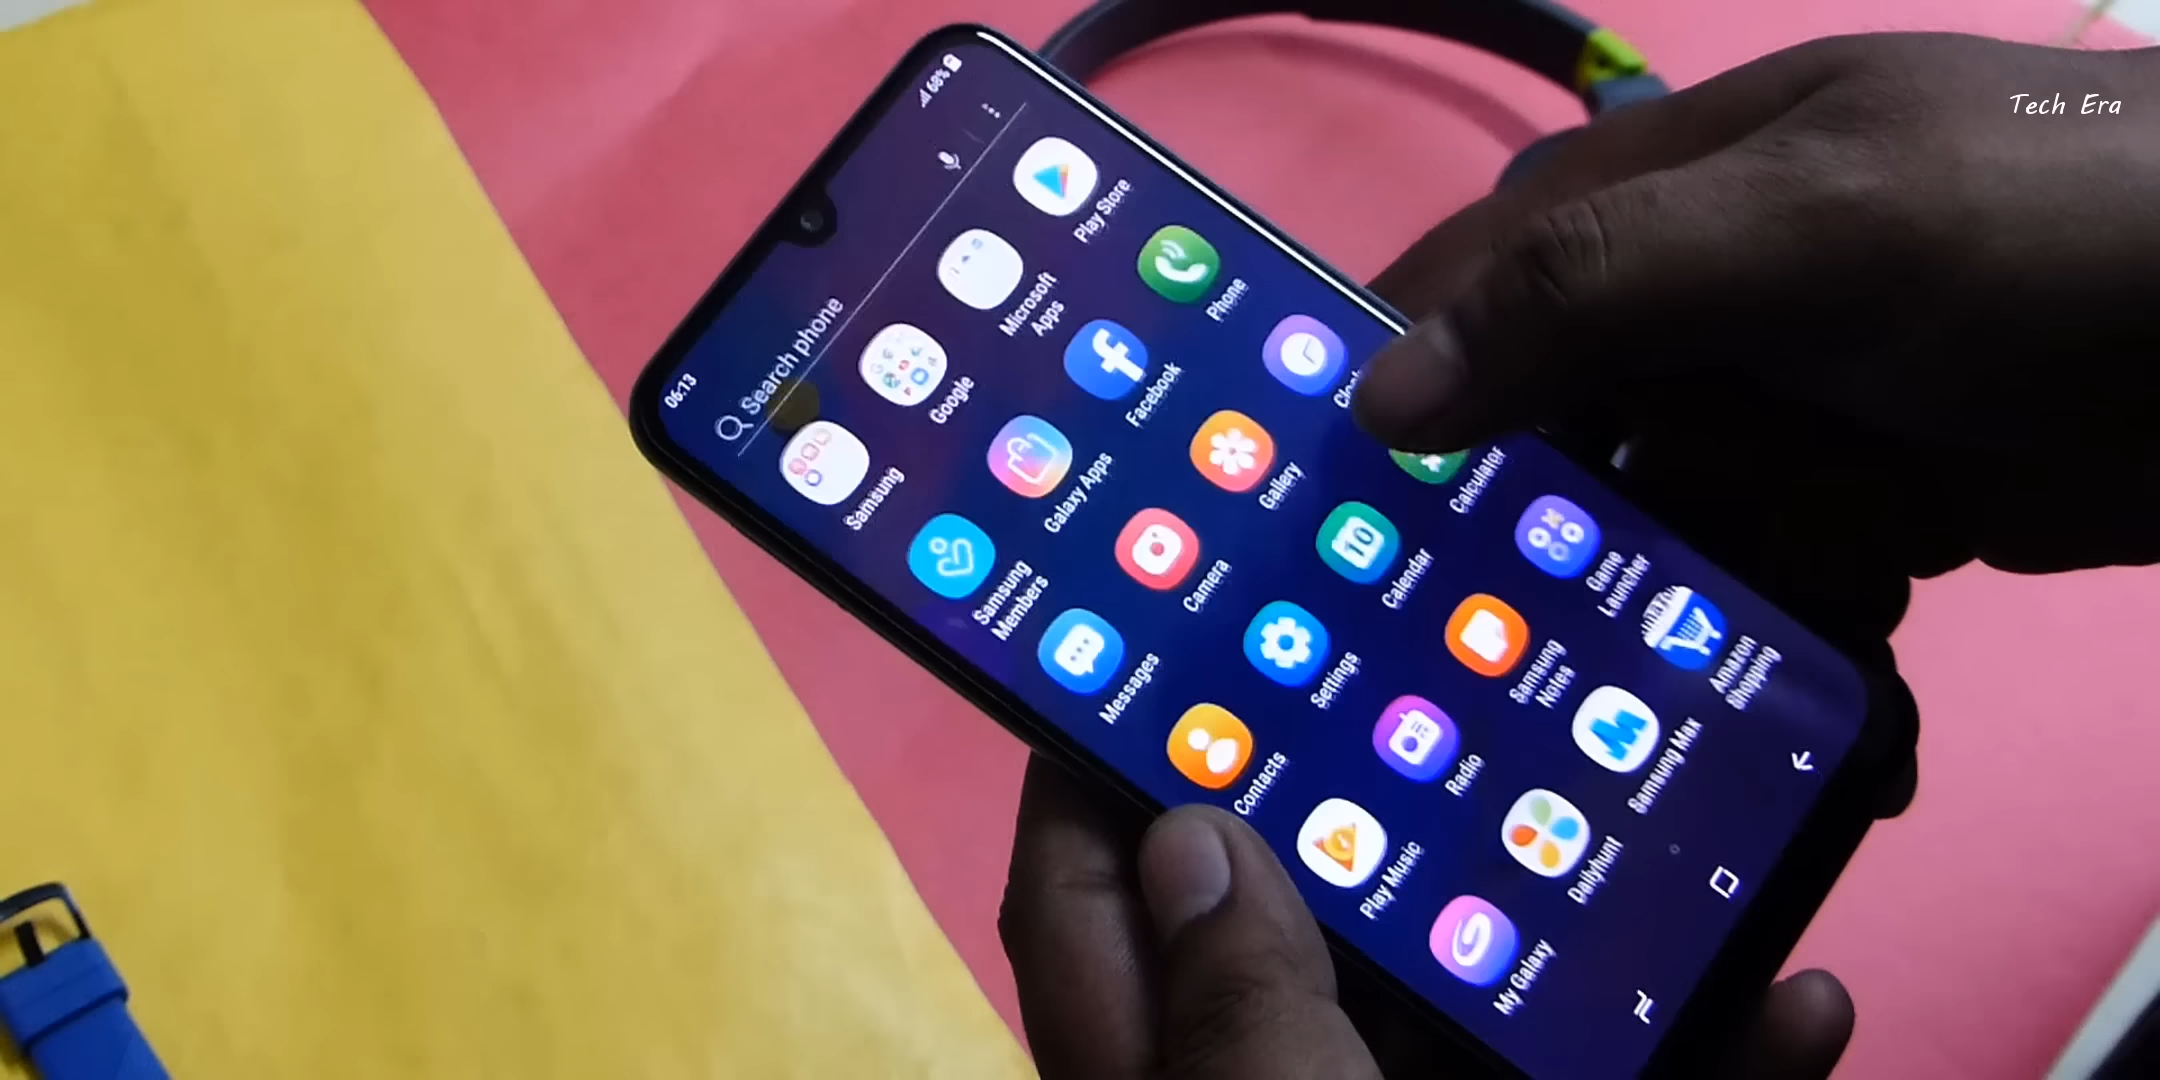 Tech Era
06:13
68%
Search phone
Samsung
Google
Microsoft
Apps
Play Store
Samsung
Members
Galaxy Apps
Facebook
Phone
Messages
Camera
Gallery
Contacts
Settings
Calendar
10
Calculator
Play Music
Radio
Samsung
Notes
Game
Launcher
My Galaxy
Dailyhunt
Samsung Max
Amazon
Shopping